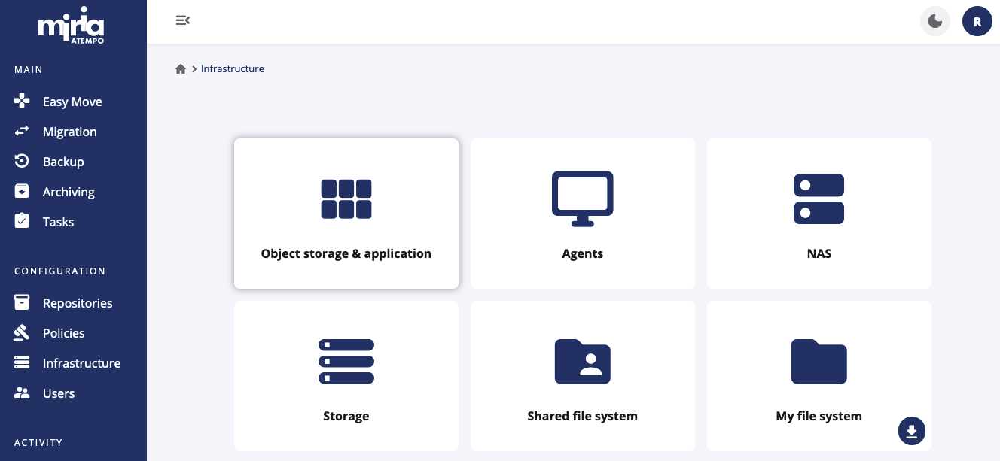 miria
ATEMPO
R
MAIN
Easy Move
Migration
Backup
Archiving
Tasks
CONFIGURATION
Repositories
Policies
Infrastructure
Users
ACTIVITY
Infrastructure
Object storage & application
Agents
NAS
Storage
Shared file system
My file system